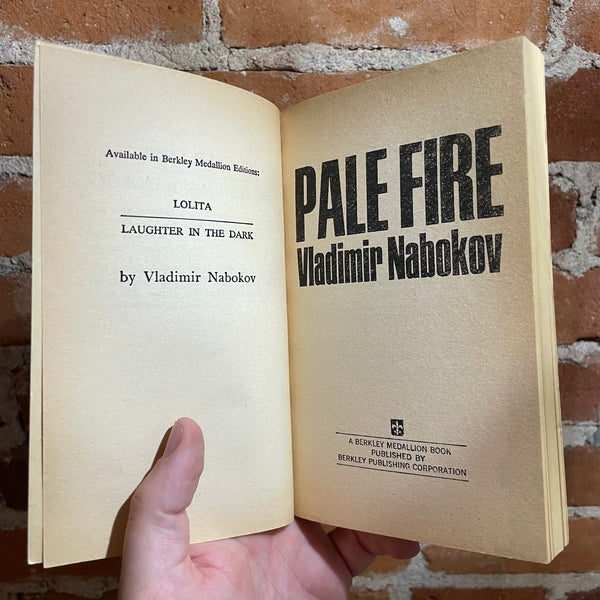 Available in Berkley Medallion Editions:
LOLITA
LAUGHTER IN THE DARK
by Vladimir Nabokov
PALE FIRE
Vladimir Nabokov
A BERKLEY MEDALLION BOOK
PUBLISHED BY
BERKLEY PUBLISHING CORPORATION